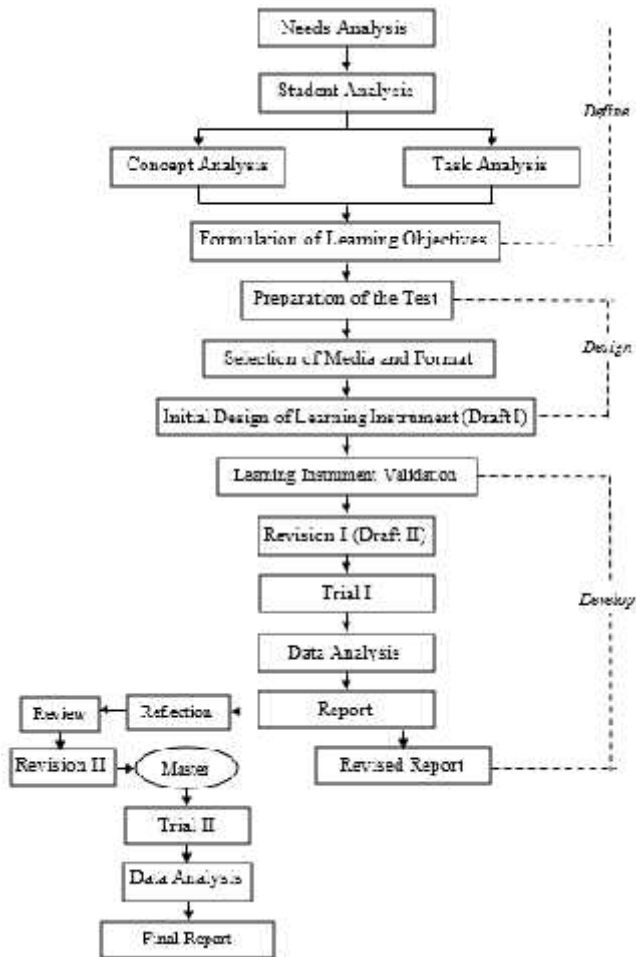 Needs Analysis
Student Analysis
Define
Concept Analysis
Task Analysis
Formulation of Learning Objectives
Preparation of the Test
Selection of Media and Format
Design
Initial Design of Learning Instrument (Draft I)
Learning Instrument Validation
Revision I (Draft II)
Trial I
Develop
Data Analysis
Report
Reflection
Review
Revision II
Master
Revised Report
Trial II
Data Analysis
Final Report